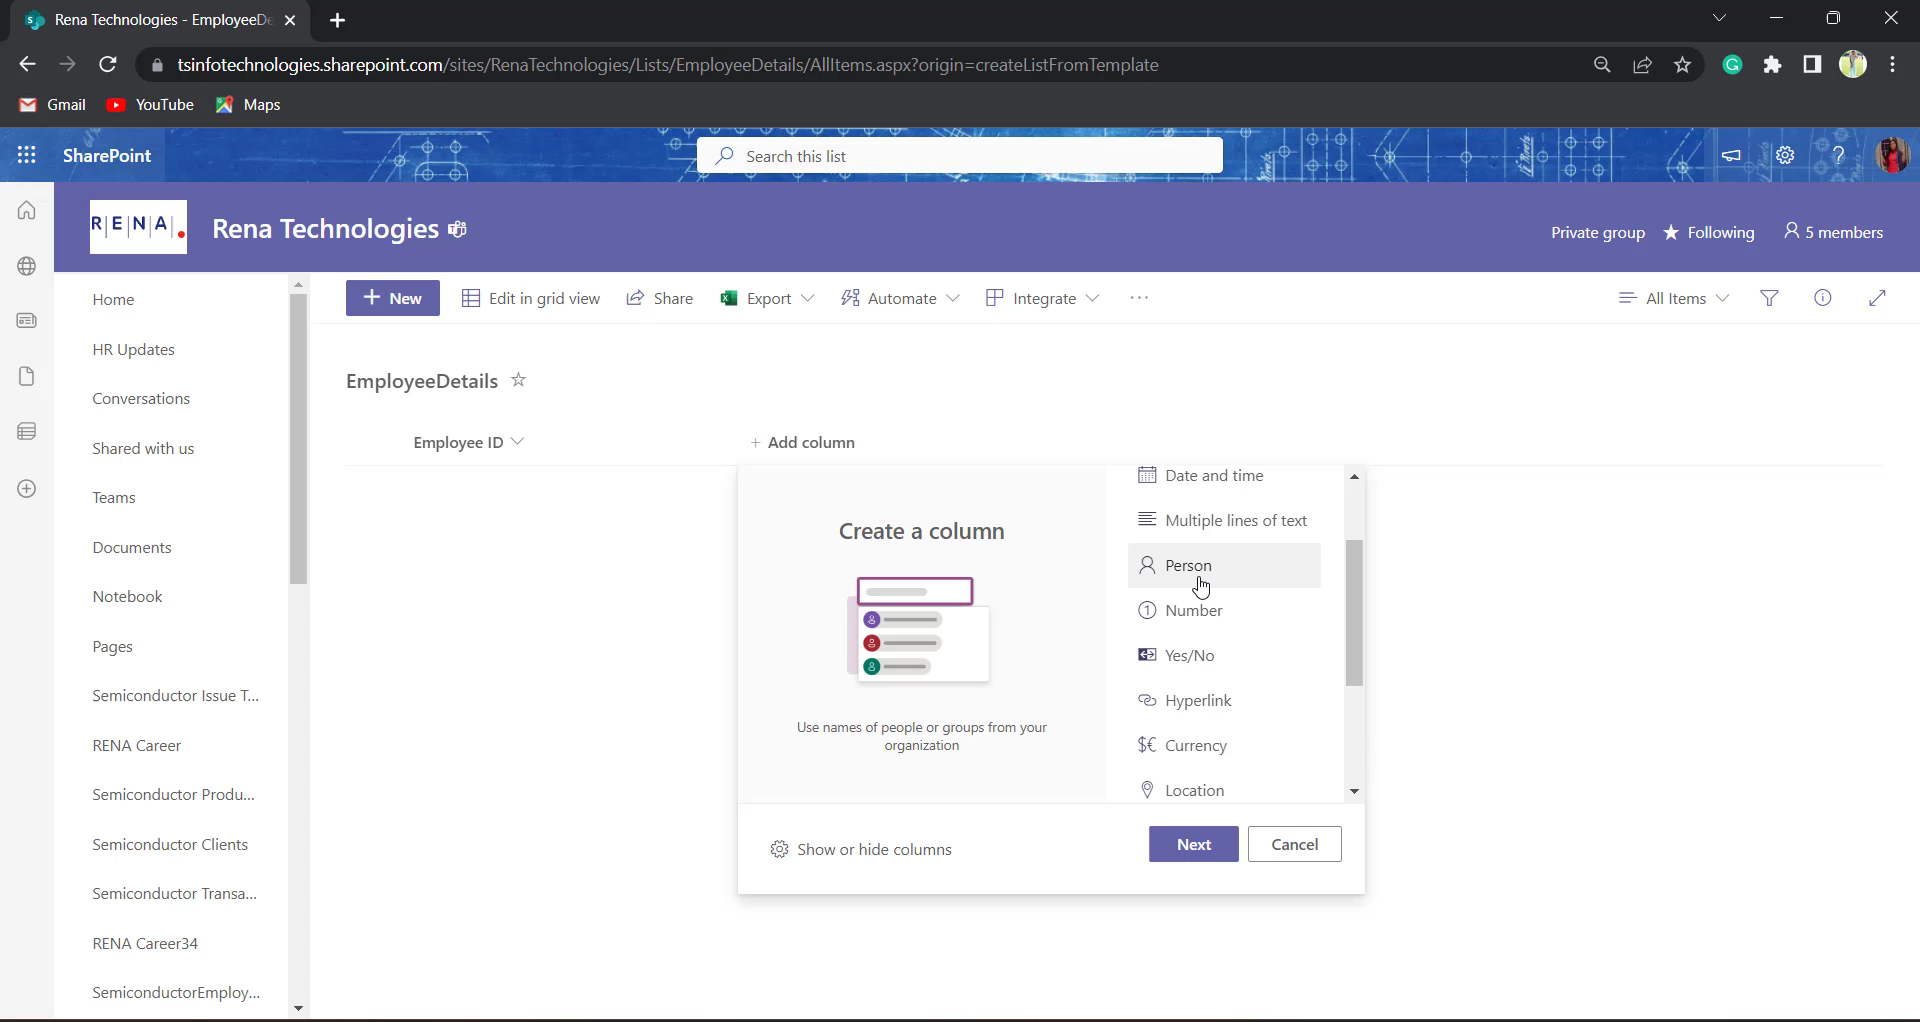 Rena Technologies - EmployeeDe
tsinfotechnologies.sharepoint.com/sites/RenaTechnologies/Lists/EmployeeDetails/AllItems.aspx?origin=createListFromTemplate
Gmail
YouTube
Maps
SharePoint
Search this list
R|E|N|A|.
Rena Technologies
Private group
Following
5 members
Home
HR Updates
Conversations
Shared with us
Teams
Documents
Notebook
Pages
Semiconductor Issue T...
RENA Career
Semiconductor Produ...
Semiconductor Clients
Semiconductor Transa...
RENA Career34
SemiconductorEmploy...
+ New
Edit in grid view
Share
Export
Automate
Integrate
...
All Items
EmployeeDetails
Employee ID
+ Add column
Create a column
Use names of people or groups from your
organization
Date and time
Multiple lines of text
Person
Number
Yes/No
Hyperlink
Currency
Location
Show or hide columns
Next
Cancel